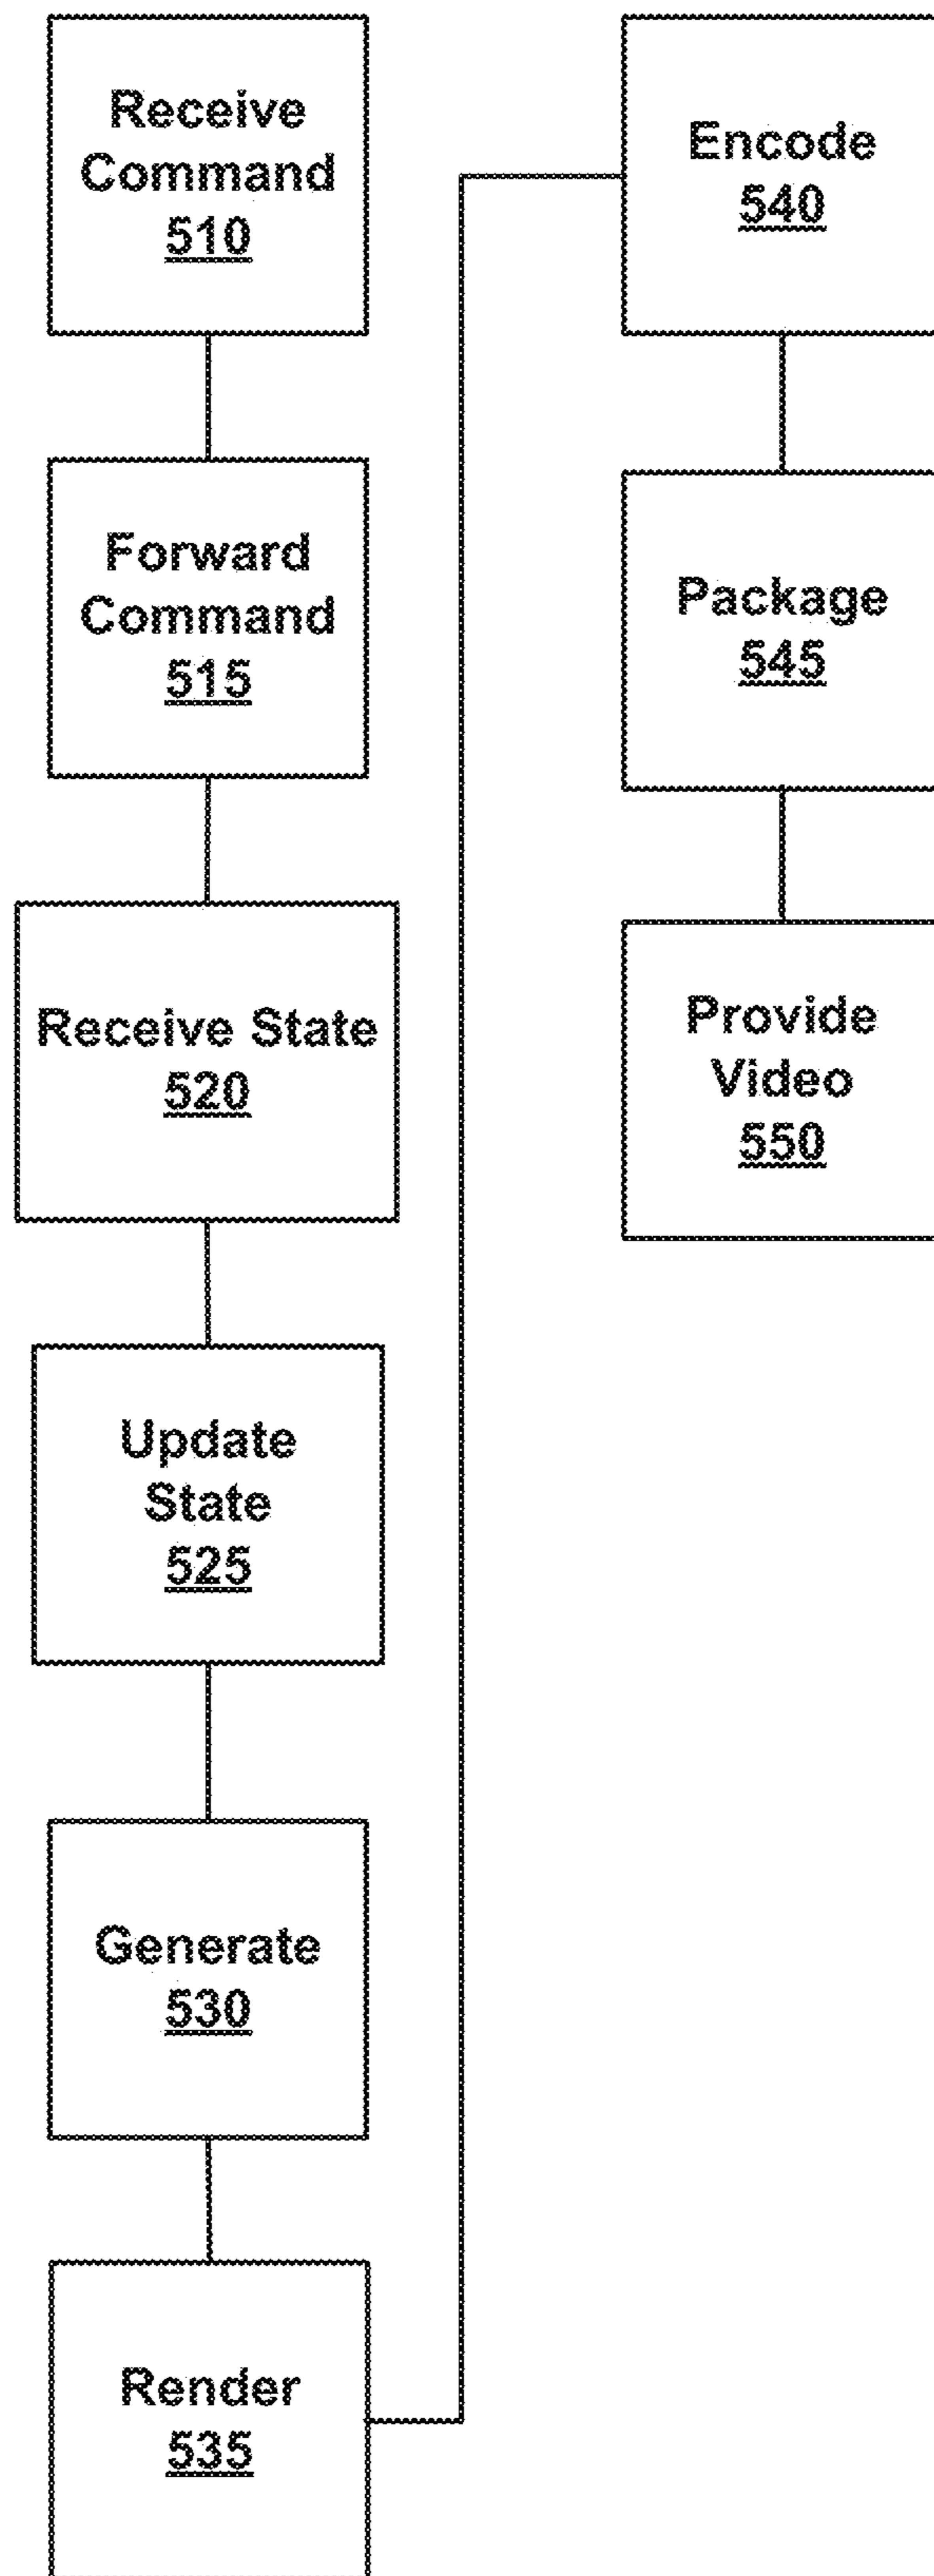 Receive
Command
510
Forward
Command
515
Receive State
520
Update
State
525
Generate
530
Render
535
Encode
540
Package
545
Provide
Video
550